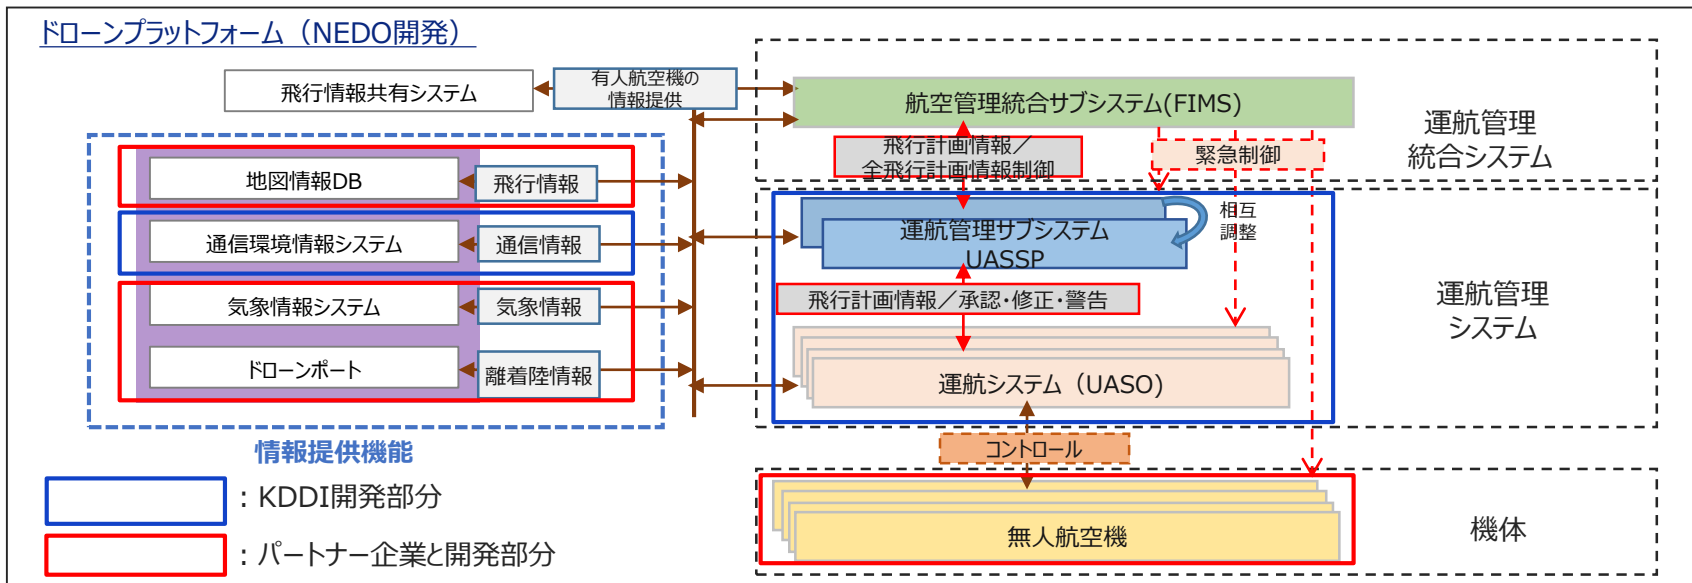 ドローンプラットフォーム（NEDO開発）
飛行情報共有システム
有人航空機の
情報提供
航空管理統合サブシステム(FIMS)
運航管理
統合システム
飛行計画情報／
全飛行計画情報制御
緊急制御
地図情報DB
飛行情報
通信環境情報システム
通信情報
気象情報システム
気象情報
ドローンポート
離着陸情報
情報提供機能
運航管理サブシステム
UASSP
相互
調整
飛行計画情報／承認・修正・警告
運航システム（UASO)
運航管理
システム
コントロール
無人航空機
機体
：KDDI開発部分
：パートナー企業と開発部分